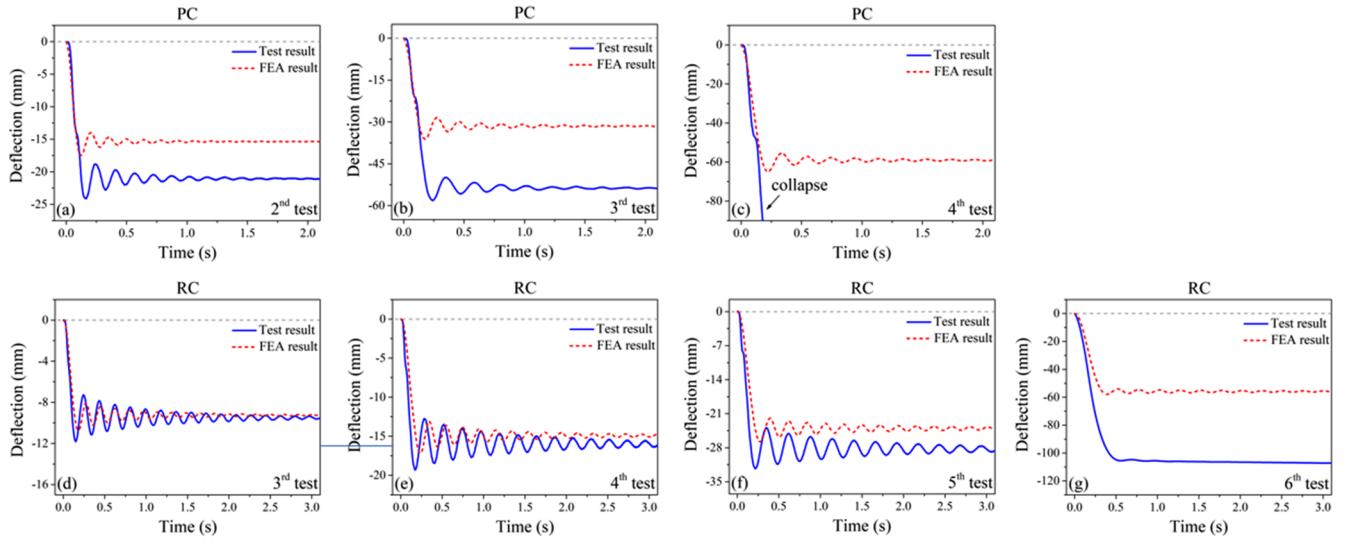 PC
Deflection (mm)
0
-5
-10
-15
-20
-25
Test result
FEA result
(a)
2nd test
0.0 0.5 1.0 1.5 2.0
Time (s)
PC
Deflection (mm)
0
-15
-30
-45
-60
Test result
FEA result
(b)
3rd test
0.0 0.5 1.0 1.5 2.0
Time (s)
PC
Deflection (mm)
0
-20
-40
-60
-80
Test result
FEA result
collapse
(c)
4th test
0.0 0.5 1.0 1.5 2.0
Time (s)
RC
Deflection (mm)
0
-4
-8
-12
-16
Test result
FEA result
(d)
3rd test
0.0 0.5 1.0 1.5 2.0 2.5 3.0
Time (s)
RC
Deflection (mm)
0
-5
-10
-15
-20
Test result
FEA result
(e)
4th test
0.0 0.5 1.0 1.5 2.0 2.5 3.0
Time (s)
RC
Deflection (mm)
0
-7
-14
-21
-28
-35
Test result
FEA result
(f)
5th test
0.0 0.5 1.0 1.5 2.0 2.5 3.0
Time (s)
RC
Deflection (mm)
0
-20
-40
-60
-80
-100
-120
Test result
FEA result
(g)
6th test
0.0 0.5 1.0 1.5 2.0 2.5 3.0
Time (s)